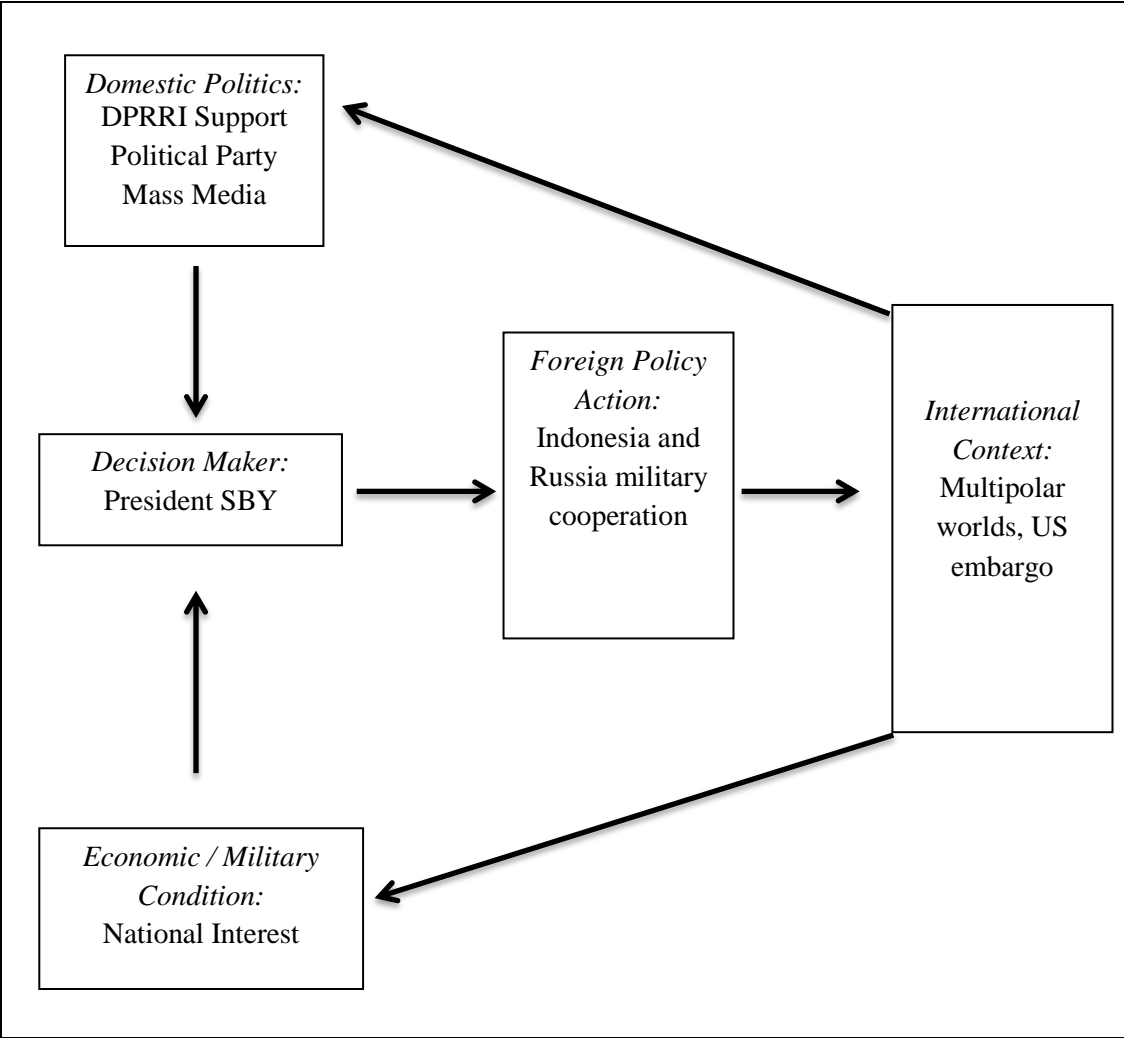 Domestic Politics:
DPRRI Support
Political Party
Mass Media
Decision Maker:
President SBY
Foreign Policy
Action:
Indonesia and
Russia military
cooperation
International
Context:
Multipolar
worlds, US
embargo
Economic / Military
Condition:
National Interest